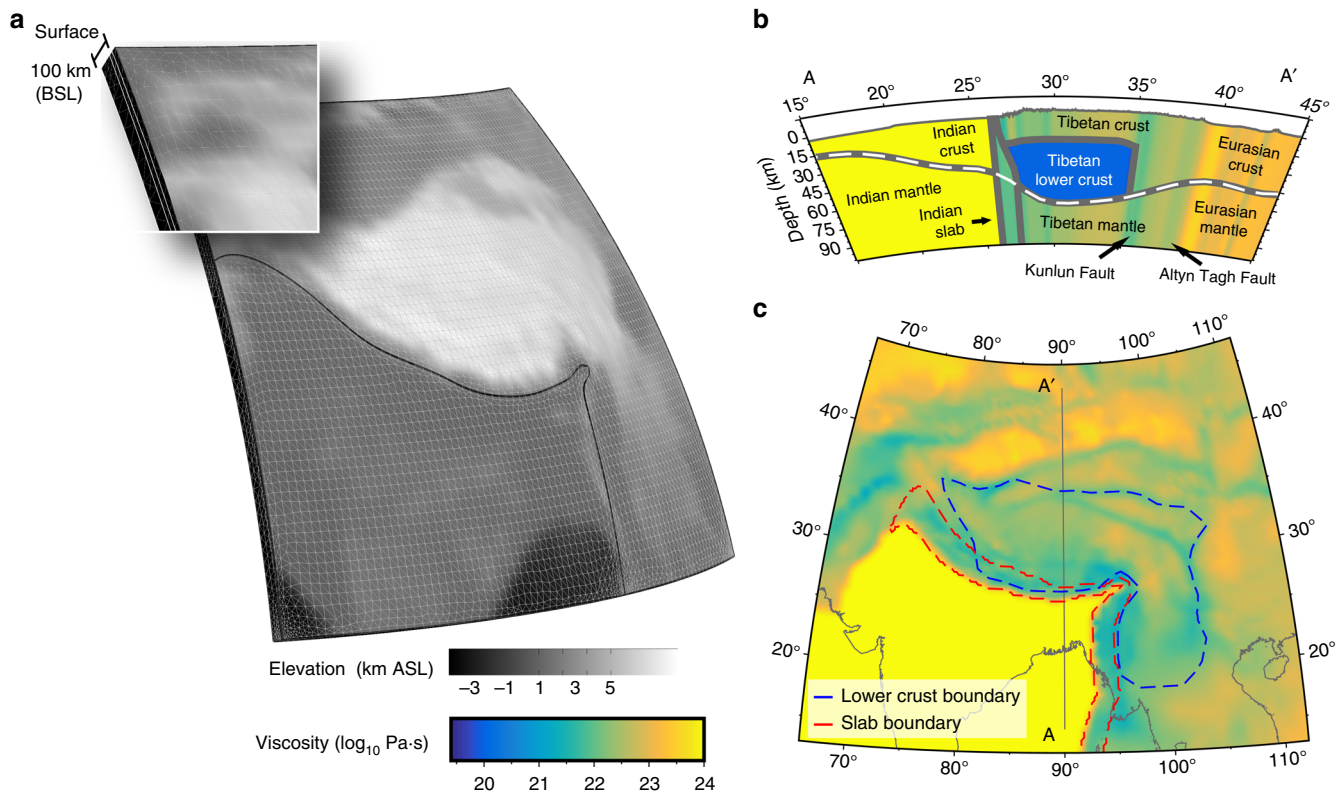 a
Surface
100 km
(BSL)
Elevation (km ASL)
–3 –1 1 3 5
Viscosity (log10 Pa·s)
20 21 22 23 24
b
A A′
15° 20° 25° 30° 35° 40° 45°
0
15
30
45
60
75
90
Depth (km)
Indian
crust
Tibetan crust
Eurasian
crust
Tibetan
lower crust
Indian mantle
Indian
slab
Tibetan mantle
Eurasian
mantle
Kunlun Fault
Altyn Tagh Fault
c
70° 80° 90° 100° 110°
A′
40° 40°
30° 30°
20° 20°
Lower crust boundary
Slab boundary
A
70° 80° 90° 100° 110°